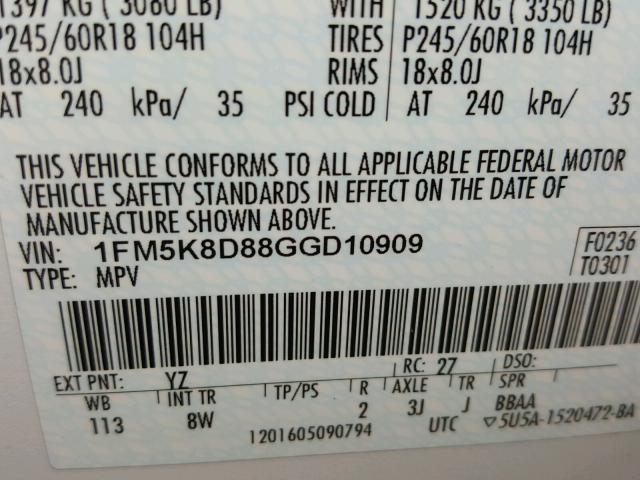 1397 KG ( 3080 LB) WITH 1520 KG ( 3350 LB)
P245/60R18 104H TIRES P245/60R18 104H
18x8.0J RIMS 18x8.0J
AT 240 kPa/ 35 PSI COLD AT 240 kPa/ 35
THIS VEHICLE CONFORMS TO ALL APPLICABLE FEDERAL MOTOR
VEHICLE SAFETY STANDARDS IN EFFECT ON THE DATE OF
MANUFACTURE SHOWN ABOVE.
VIN: 1FM5K8D88GGD10909 F0236
TYPE: MPV T0301
EXT PNT: YZ RC: 27 DSO:
WB INT TR TP/PS R AXLE TR SPR
113 8W 2 3J J BBAA
1201605090794 UTC ▽5U5A-1520472-BA